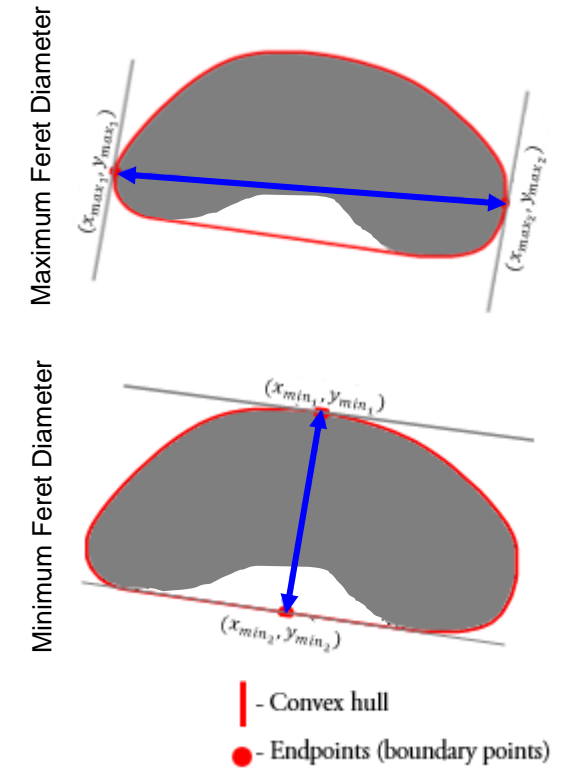 Maximum Feret Diameter
(x_max₁, y_max₁)
(x_max₂, y_max₂)
Minimum Feret Diameter
(x_min₁, y_min₁)
(x_min₂, y_min₂)
- Convex hull
- Endpoints (boundary points)